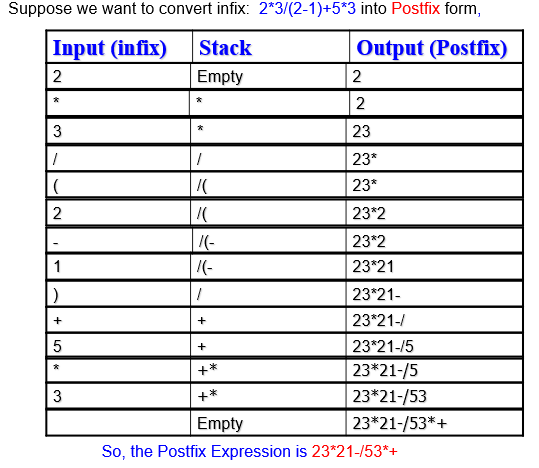 Suppose we want to convert infix: 2*3/(2-1)+5*3 into Postfix form,
Input (infix) Stack Output (Postfix)
2 Empty 2
* * 2
3 * 23
/ / 23*
( /( 23*
2 /( 23*2
- /(- 23*2
1 /(- 23*21
) / 23*21-
+ + 23*21-/
5 + 23*21-/5
* +* 23*21-/5
3 +* 23*21-/53
Empty 23*21-/53*+
So, the Postfix Expression is 23*21-/53*+